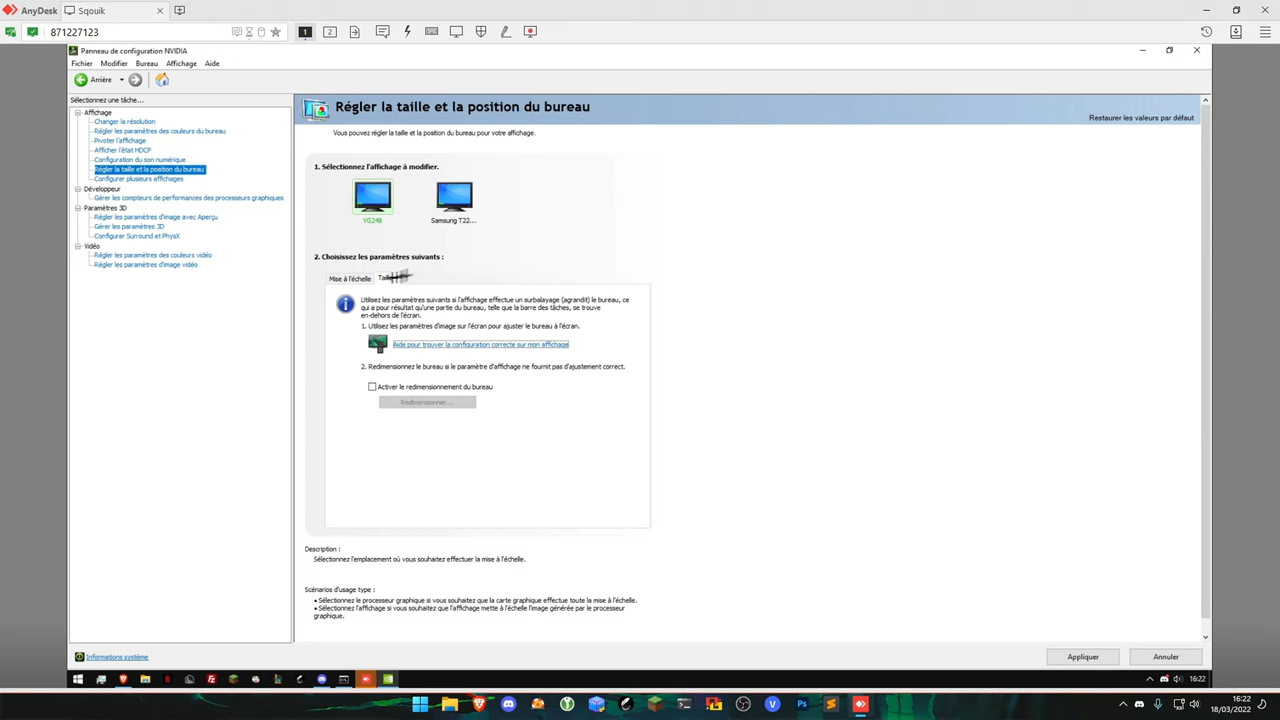 AnyDesk
Sqouik
871227123
1
2
Panneau de configuration NVIDIA
Fichier Modifier Bureau Affichage Aide
Arrière
Sélectionnez une tâche...
Affichage
Changer la résolution
Régler les paramètres des couleurs du bureau
Pivoter l'affichage
Afficher l'état HDCP
Configuration du son numérique
Régler la taille et la position du bureau
Configurer plusieurs affichages
Développeur
Gérer les compteurs de performances des processeurs graphiques
Paramètres 3D
Régler les paramètres d'image avec Aperçu
Gérer les paramètres 3D
Configurer Surround et PhysX
Vidéo
Régler les paramètres des couleurs vidéo
Régler les paramètres d'image vidéo
Informations système
Régler la taille et la position du bureau
Restaurer les valeurs par défaut
Vous pouvez régler la taille et la position du bureau pour votre affichage.
1. Sélectionnez l'affichage à modifier.
VG248 Samsung T22...
2. Choisissez les paramètres suivants :
Mise à l'échelle
Utilisez les paramètres suivants si l'affichage effectue un surbalayage (agrandit) le bureau, ce
qui a pour résultat qu'une partie du bureau, telle que la barre des tâches, se trouve
en-dehors de l'écran.
1. Utilisez les paramètres d'image sur l'écran pour ajuster le bureau à l'écran.
Aide pour trouver la configuration correcte sur mon affichage
2. Redimensionnez le bureau si le paramètre d'affichage ne fournit pas d'ajustement correct.
Activer le redimensionnement du bureau
Redimensionner...
Description :
Sélectionnez l'emplacement où vous souhaitez effectuer la mise à l'échelle.
Scénarios d'usage type :
• Sélectionnez le processeur graphique si vous souhaitez que la carte graphique effectue toute la mise à l'échelle.
• Sélectionnez l'affichage si vous souhaitez que l'affichage mette à l'échelle l'image générée par le processeur
graphique.
Appliquer Annuler
16:22
16:22
18/03/2022